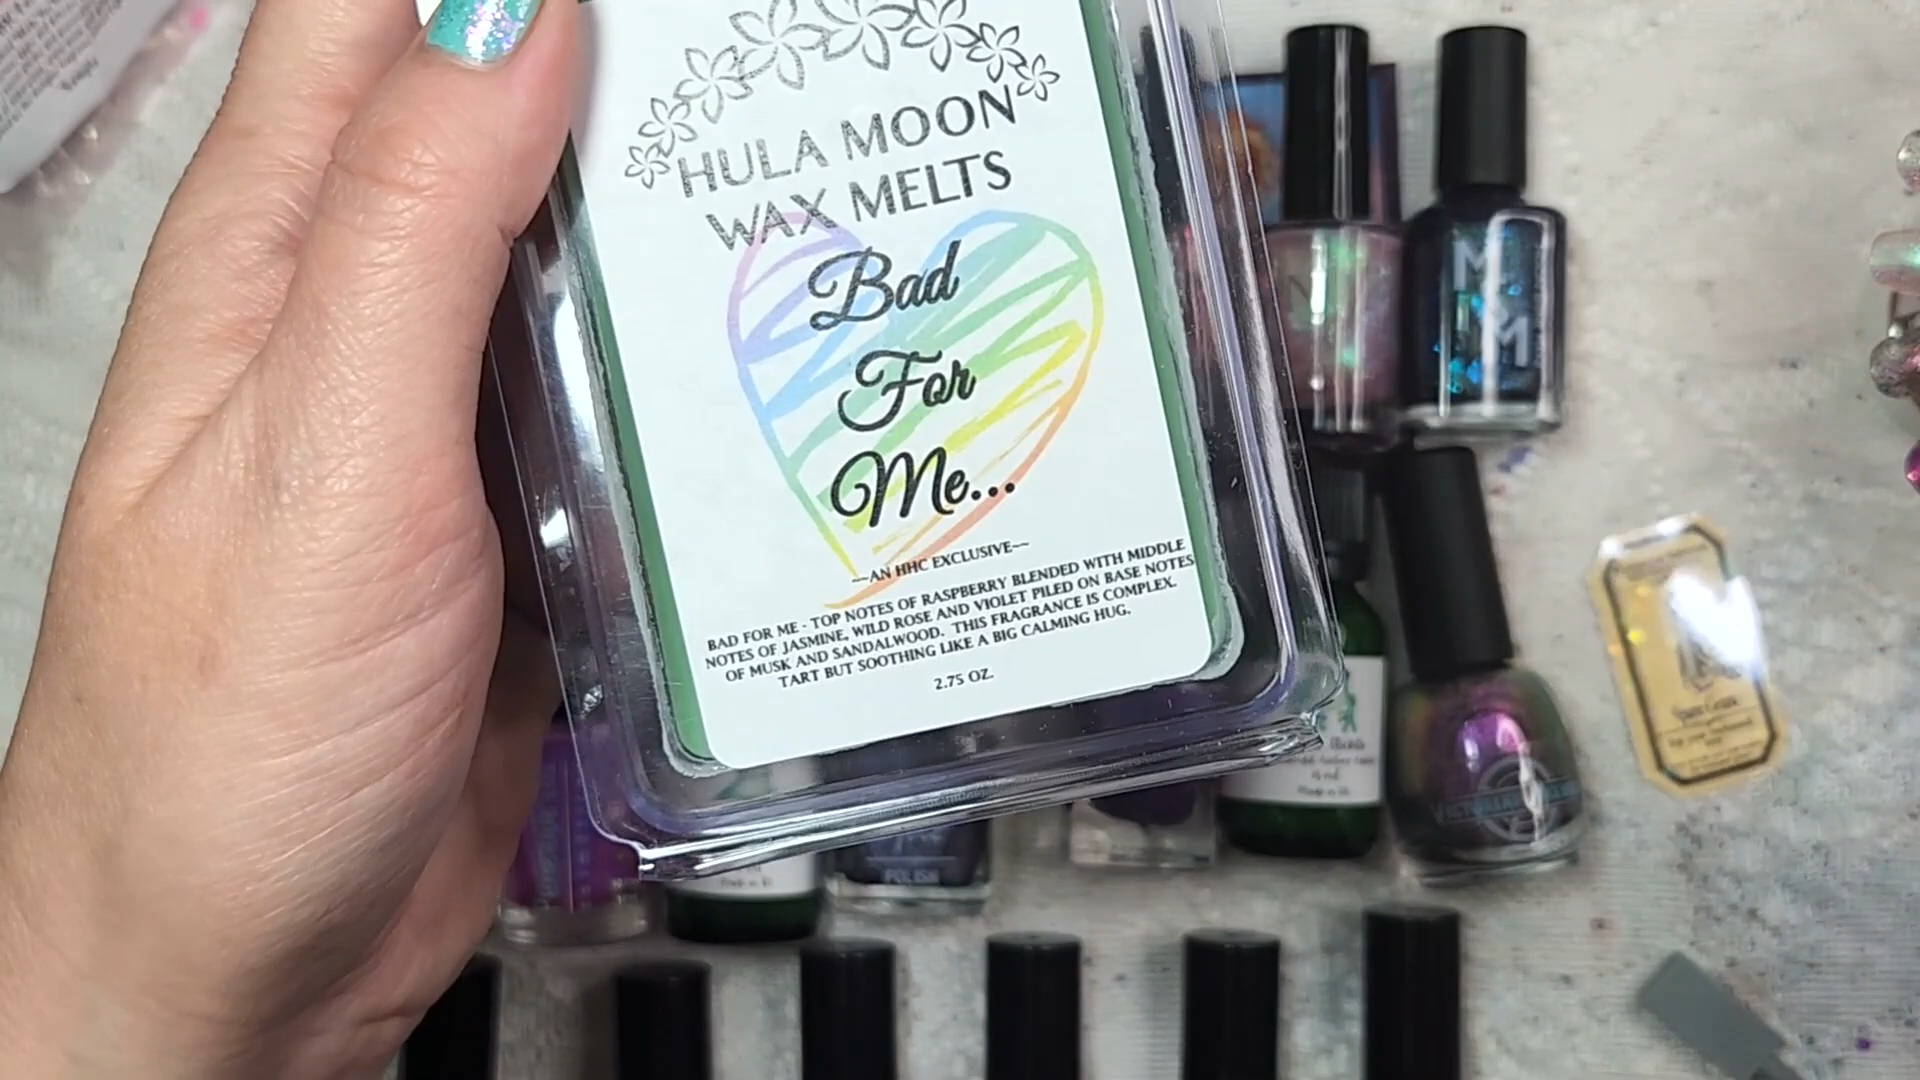 HULA MOON
WAX MELTS
Bad
For
Me...
~~AN HHC EXCLUSIVE~~
BAD FOR ME - TOP NOTES OF RASPBERRY BLENDED WITH MIDDLE
NOTES OF JASMINE, WILD ROSE AND VIOLET PILED ON BASE NOTES
OF MUSK AND SANDALWOOD. THIS FRAGRANCE IS COMPLEX.
TART BUT SOOTHING LIKE A BIG CALMING HUG.
2.75 OZ.
M
M
POLISH